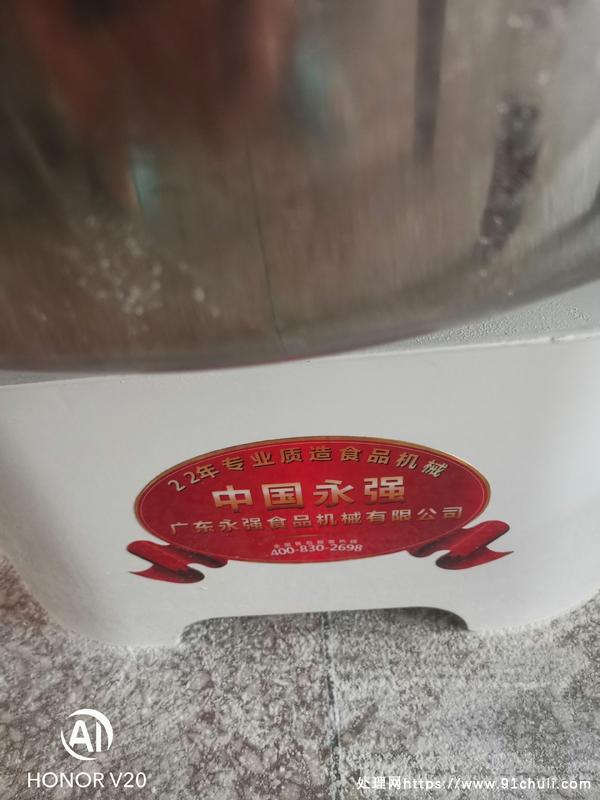 22年专业质造食品机械
中国永强
广东永强食品机械有限公司
400-830-2698
AI
HONOR V20
处理网https://www.91chuli.com